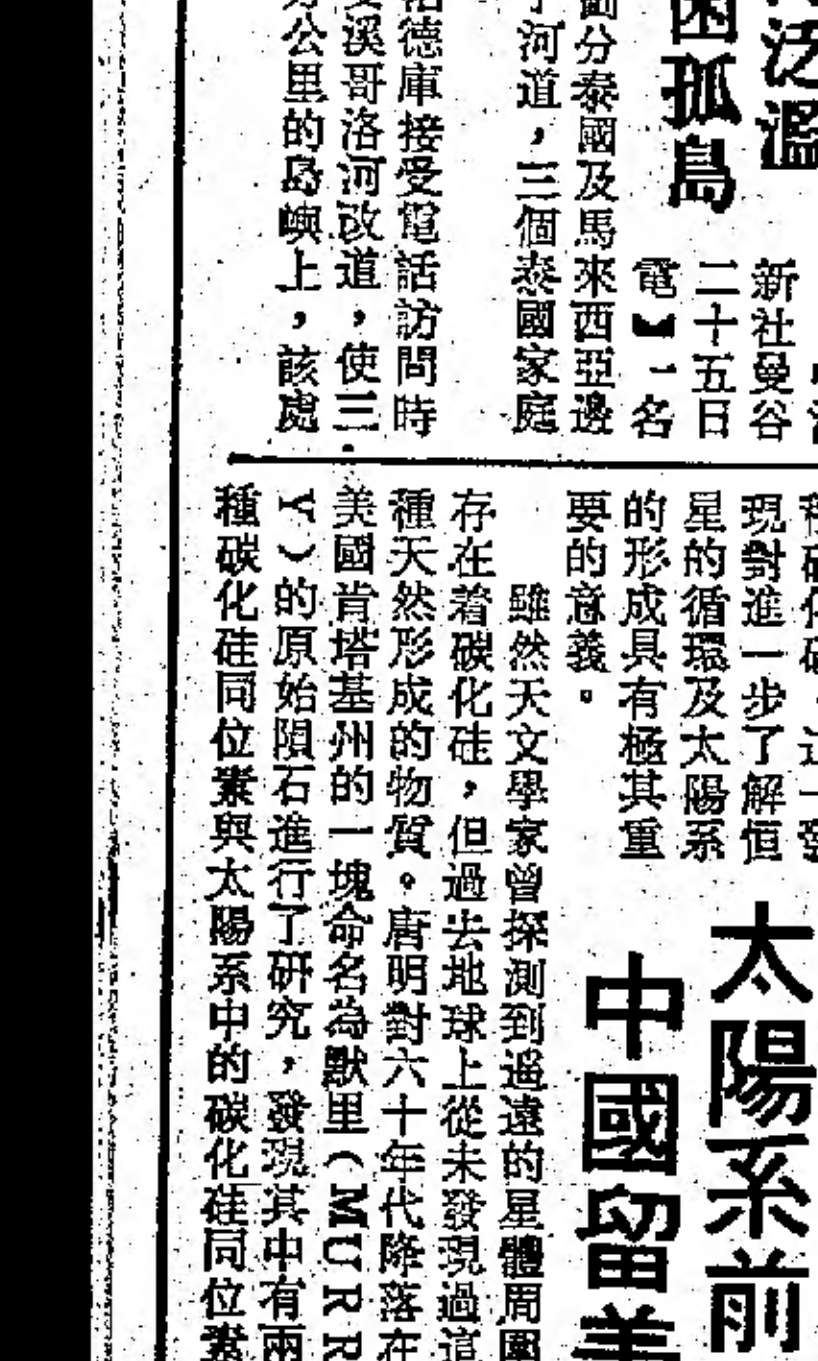 泛濫
困孤島
新社曼谷
二十五日
電】一名
劃分泰國及馬來西亞邊
河道，三個泰國家庭
德庫接受電話訪問時
溪哥洛河改道，使三
公里的島嶼上，該處
太陽系前
中國留美
現對進一步了解恒
星的循環及太陽系
的形成具有極其重
要的意義。
雖然天文學家曾探測到遥遠的星體周圍
存在着碳化硅，但過去地球上從未發現過這
種天然形成的物質。唐明對六十年代降落在
美國肯塔基州的一塊命名為默里（MURR
Y）的原始隕石進行了研究，發現其中有兩
種碳化硅同位素與太陽系中的碳化硅同位素